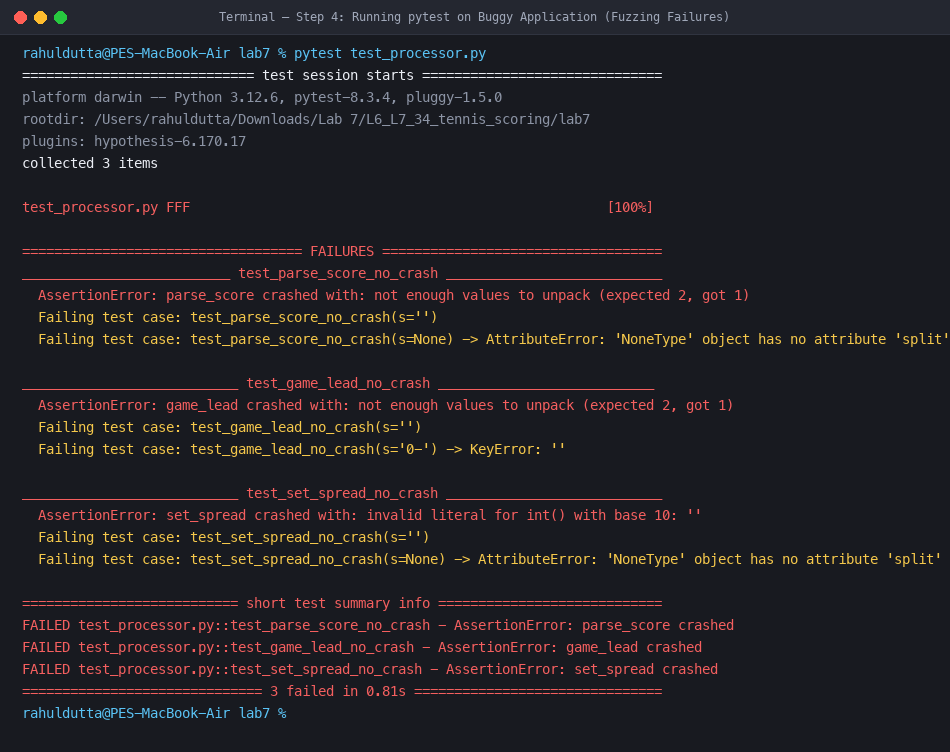 Terminal — Step 4: Running pytest on Buggy Application (Fuzzing Failures)
rahuldutta@PES-MacBook-Air lab7 % pytest test_processor.py
============================= test session starts ==============================
platform darwin -- Python 3.12.6, pytest-8.3.4, pluggy-1.5.0
rootdir: /Users/rahuldutta/Downloads/Lab 7/L6_L7_34_tennis_scoring/lab7
plugins: hypothesis-6.170.17
collected 3 items
test_processor.py FFF [100%]
=================================== FAILURES ===================================
__________________________ test_parse_score_no_crash ___________________________
AssertionError: parse_score crashed with: not enough values to unpack (expected 2, got 1)
Failing test case: test_parse_score_no_crash(s='')
Failing test case: test_parse_score_no_crash(s=None) -> AttributeError: 'NoneType' object has no attribute 'split'
___________________________ test_game_lead_no_crash __________________________
AssertionError: game_lead crashed with: not enough values to unpack (expected 2, got 1)
Failing test case: test_game_lead_no_crash(s='')
Failing test case: test_game_lead_no_crash(s='0-') -> KeyError: ''
___________________________ test_set_spread_no_crash ___________________________
AssertionError: set_spread crashed with: invalid literal for int() with base 10: ''
Failing test case: test_set_spread_no_crash(s='')
Failing test case: test_set_spread_no_crash(s=None) -> AttributeError: 'NoneType' object has no attribute 'split'
=========================== short test summary info ============================
FAILED test_processor.py::test_parse_score_no_crash - AssertionError: parse_score crashed
FAILED test_processor.py::test_game_lead_no_crash - AssertionError: game_lead crashed
FAILED test_processor.py::test_set_spread_no_crash - AssertionError: set_spread crashed
============================== 3 failed in 0.81s ===============================
rahuldutta@PES-MacBook-Air lab7 %